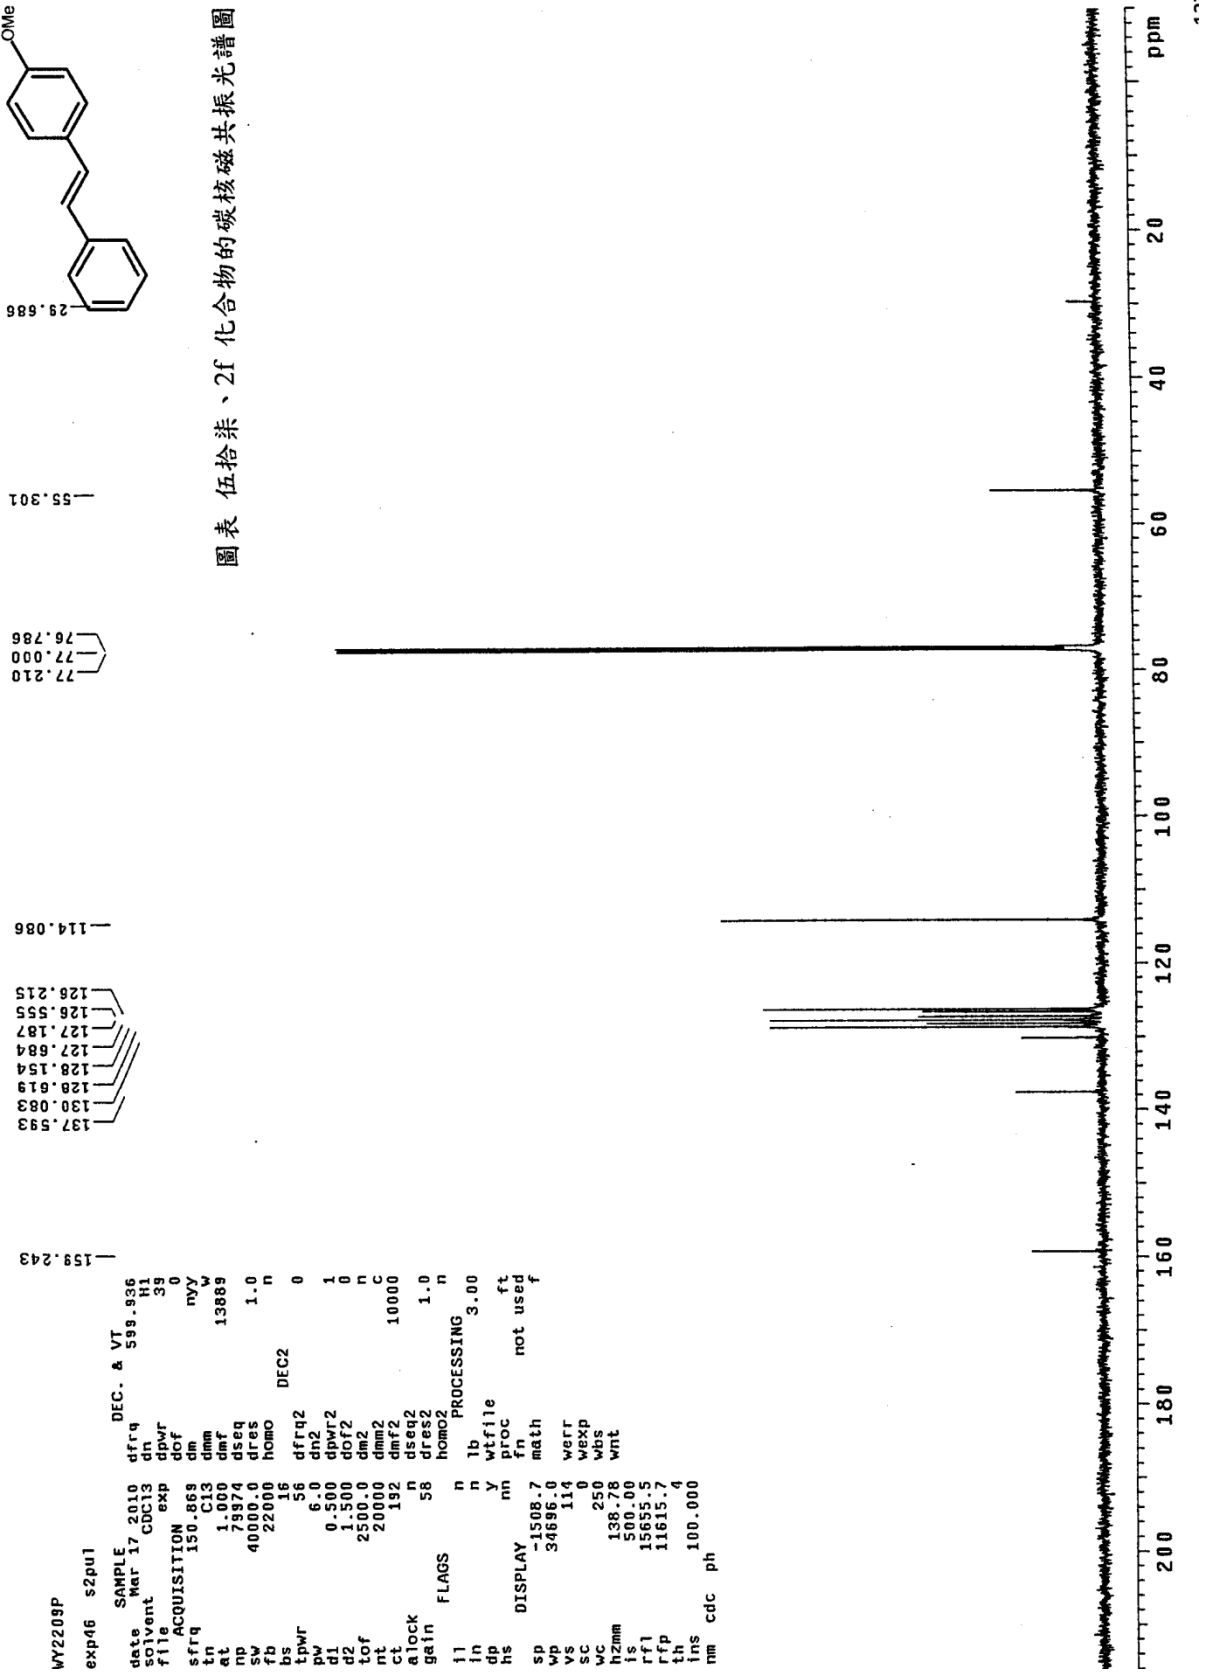 WY2209P
exp46 s2pul
SAMPLE
date Mar 17 2010
solvent CDCl3
file exp
ACQUISITION
sfrq 150.869
tn C13
at 1.000
np 79974
sw 40000.0
fb 22000
bs 16
tpwr 56
pw 6.0
d1 0.500
d2 1.500
tof 2500.0
nt 20000
ct 192
alock n
gain 58
FLAGS
il n
in n
dp y
hs nn
DISPLAY
sp -1508.7
wp 34696.0
vs 114
sc 0
wc 250
hzmm 138.78
is 500.00
rfl 15655.5
rfp 11615.7
th 4
ins 100.000
nm cdc ph
DEC. & VT
dfrq 599.936
dn H1
dpwr 39
dof 0
dm nyy
dmm w
dmf 13889
dseq
dres 1.0
homo n
DEC2
dfrq2 0
dn2
dpwr2 1
dof2 0
dm2 n
dmm2 c
dmf2 10000
dseq2
dres2 1.0
homo2 n
PROCESSING
lb 3.00
wtfile
proc ft
fn not used
math f
werr
wexp
wbs
wnt
159.243
137.593
130.083
128.619
128.154
127.684
127.187
126.555
126.215
114.086
77.210
77.000
76.786
55.301
29.686
OMe
圖表 伍拾柒、2f 化合物的碳核磁共振光譜圖
200 180 160 140 120 100 80 60 40 20 ppm